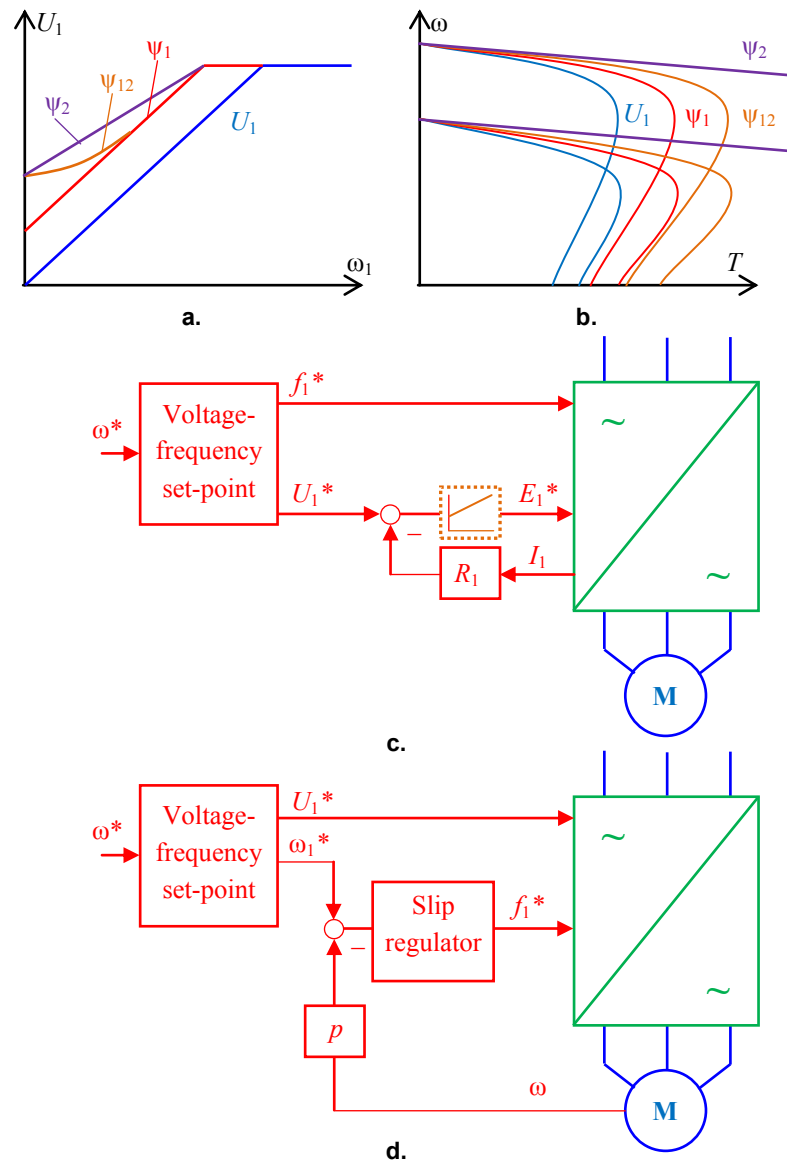 U1
ψ1
ψ12
ψ2
U1
ω1
a.
ω
ψ2
U1
ψ1
ψ12
T
b.
ω*
Voltage-
frequency
set-point
f1*
U1*
−
E1*
R1
I1
~
~
M
c.
ω*
Voltage-
frequency
set-point
U1*
ω1*
−
Slip
regulator
f1*
p
ω
~
~
M
d.